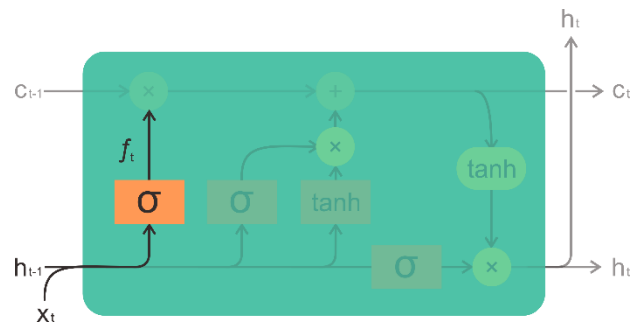 hₜ
Cₜ₋₁ × + Cₜ
fₜ ×
σ σ tanh tanh
hₜ₋₁ σ × hₜ
xₜ